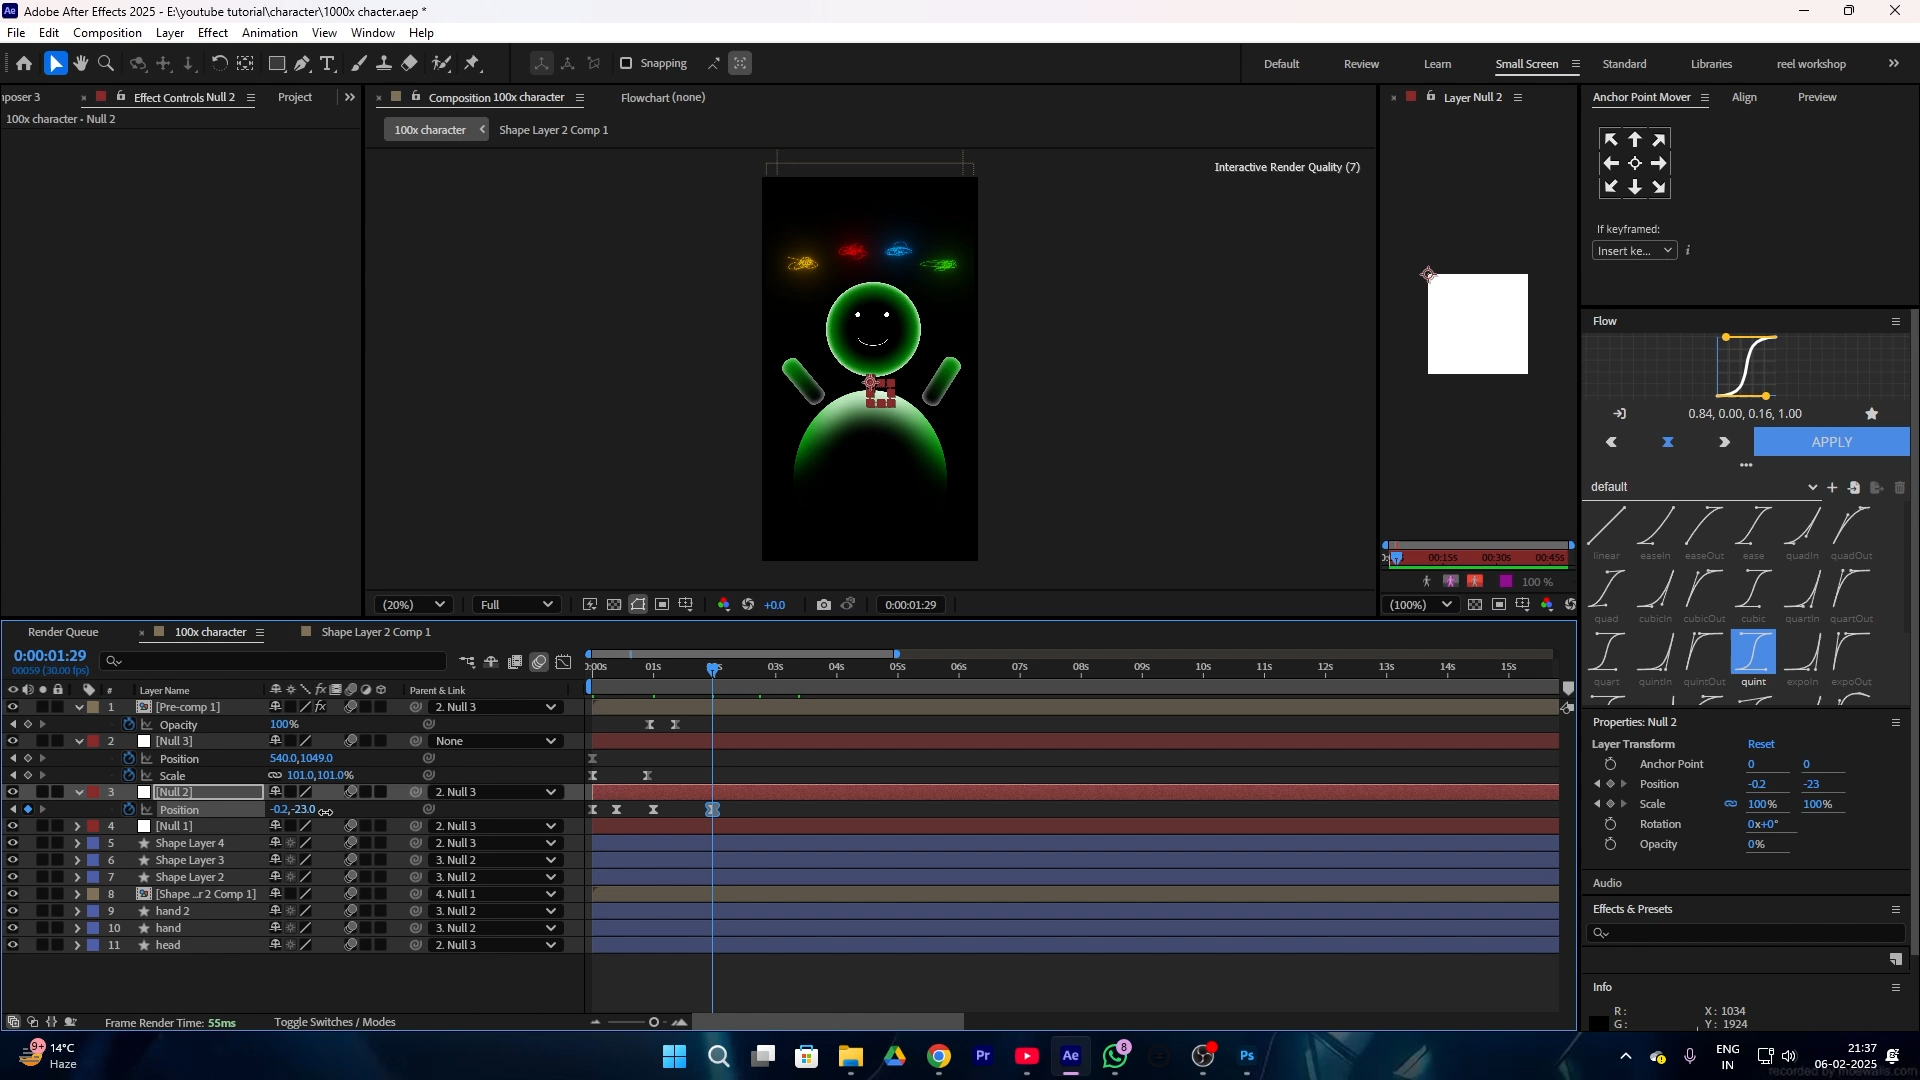 Adobe After Effects 2025 - E:\youtube tutorial\character\1000x chacter.aep *
File Edit Composition Layer Effect Animation View Window Help
Snapping Default Review Learn Small Screen Standard Libraries reel workshop
nposer 3 Effect Controls Null 2 Project Composition 100x character Flowchart (none) Layer Null 2 Anchor Point Mover Align Preview
100x character • Null 2
100x character Shape Layer 2 Comp 1
Interactive Render Quality (7)
If keyframed:
Insert ke...
Flow
0.84, 0.00, 0.16, 1.00
APPLY
default
linear easeIn easeOut ease quadIn quadOut
quad cubicIn cubicOut cubic quartIn quartOut
quart quintIn quintOut quint expoIn expoOut
00:15s 00:30s 00:45s
100 %
(20%) Full +0.0 0:00:01:29 (100%)
Render Queue 100x character Shape Layer 2 Comp 1
0:00:01:29
00059 (30.00 fps)
:00s 01s 02s 03s 04s 05s 06s 07s 08s 09s 10s 11s 12s 13s 14s 15s
# Layer Name Parent & Link
1 [Pre-comp 1] 2. Null 3
Opacity 100%
2 [Null 3] None
Position 540.0,1049.0
Scale 101.0,101.0%
3 [Null 2] 2. Null 3
Position -0.2,-23.0
4 [Null 1] 2. Null 3
5 Shape Layer 4 2. Null 3
6 Shape Layer 3 3. Null 2
7 Shape Layer 2 3. Null 2
8 [Shape ...r 2 Comp 1] 4. Null 1
9 hand 2 3. Null 2
10 hand 3. Null 2
11 head 2. Null 3
Frame Render Time: 55ms Toggle Switches / Modes
Properties: Null 2
Layer Transform Reset
Anchor Point 0 0
Position -0.2 -23
Scale 100% 100%
Rotation 0x+0°
Opacity 0%
Audio
Effects & Presets
Info
R: X: 1034
G: Y: 1924
9+ 14°C
Haze
Pr Ae 8 Ps
ENG
IN
21:37
06-02-2025
recorded by moewalls.com